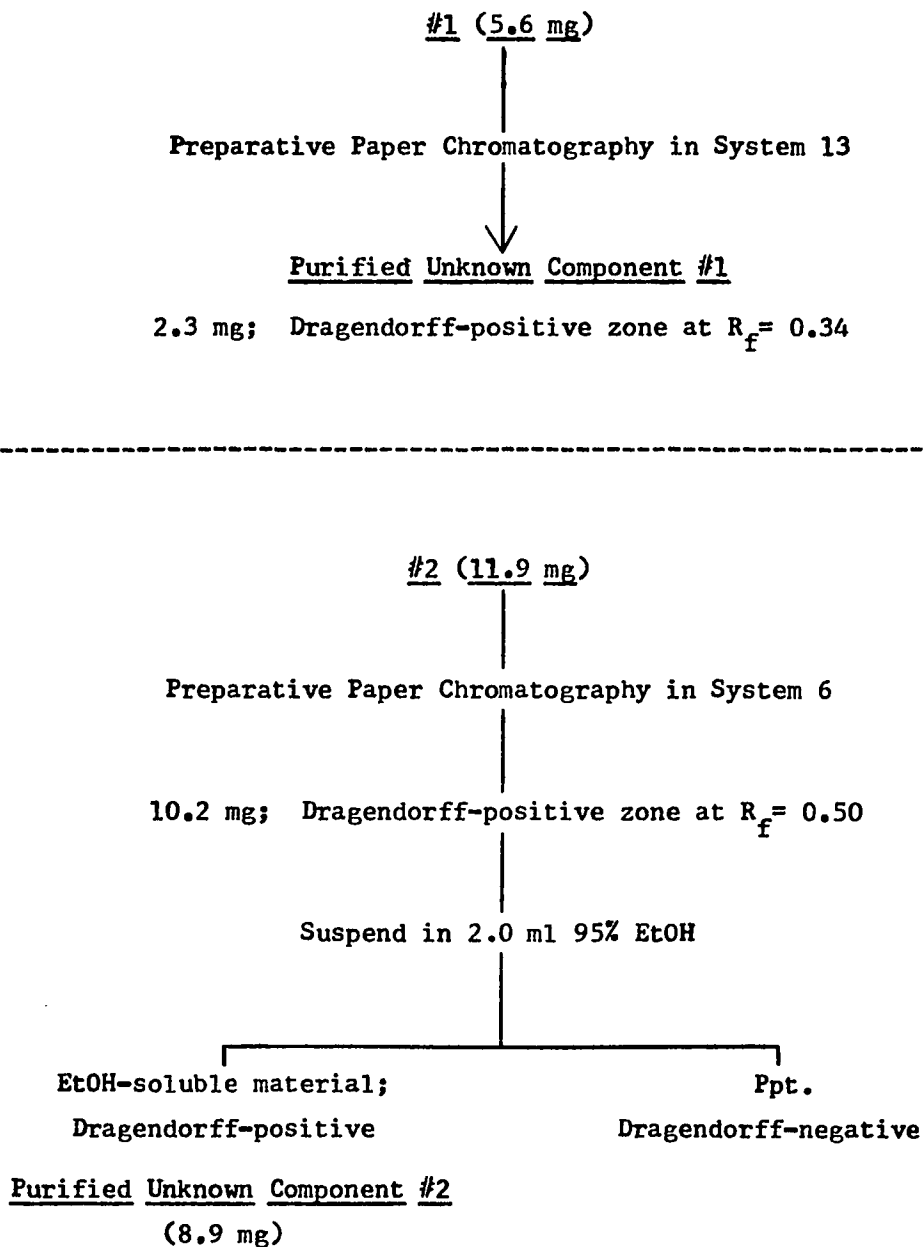 #1 (5.6 mg)
Preparative Paper Chromatography in System 13
Purified Unknown Component #1
2.3 mg; Dragendorff-positive zone at Rf= 0.34
#2 (11.9 mg)
Preparative Paper Chromatography in System 6
10.2 mg; Dragendorff-positive zone at Rf= 0.50
Suspend in 2.0 ml 95% EtOH
EtOH-soluble material;
Dragendorff-positive
Ppt.
Dragendorff-negative
Purified Unknown Component #2
(8.9 mg)